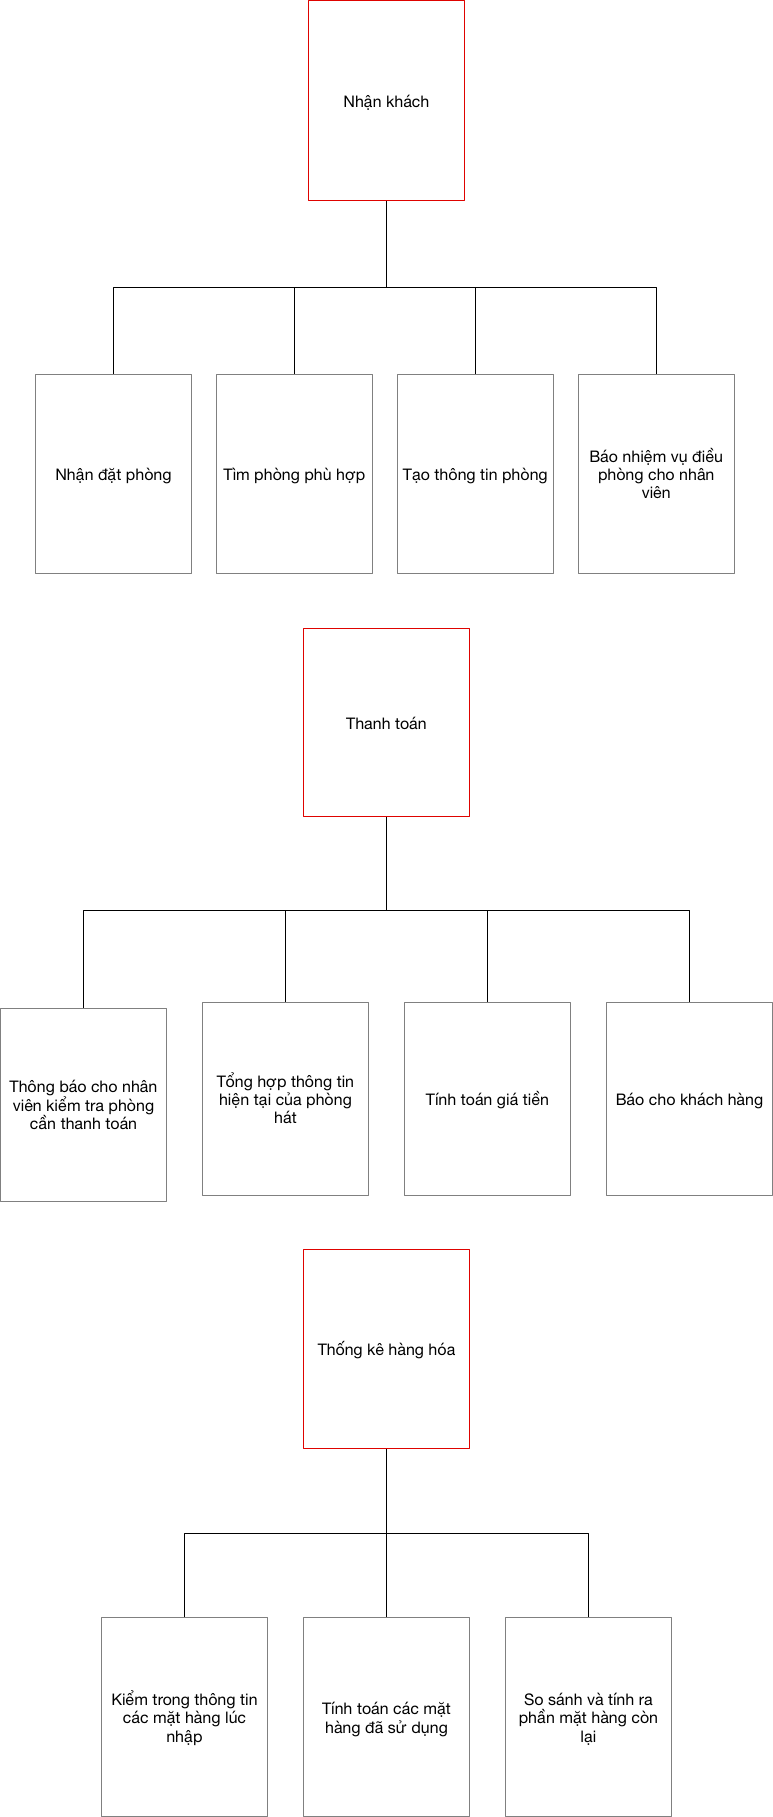 Nhận khách
Nhận đặt phòng
Tìm phòng phù hợp
Tạo thông tin phòng
Báo nhiệm vụ điều
phòng cho nhân
viên
Thanh toán
Thông báo cho nhân
viên kiểm tra phòng
cần thanh toán
Tổng hợp thông tin
hiện tại của phòng
hát
Tính toán giá tiền
Báo cho khách hàng
Thống kê hàng hóa
Kiểm trong thông tin
các mặt hàng lúc
nhập
Tính toán các mặt
hàng đã sử dụng
So sánh và tính ra
phần mặt hàng còn
lại